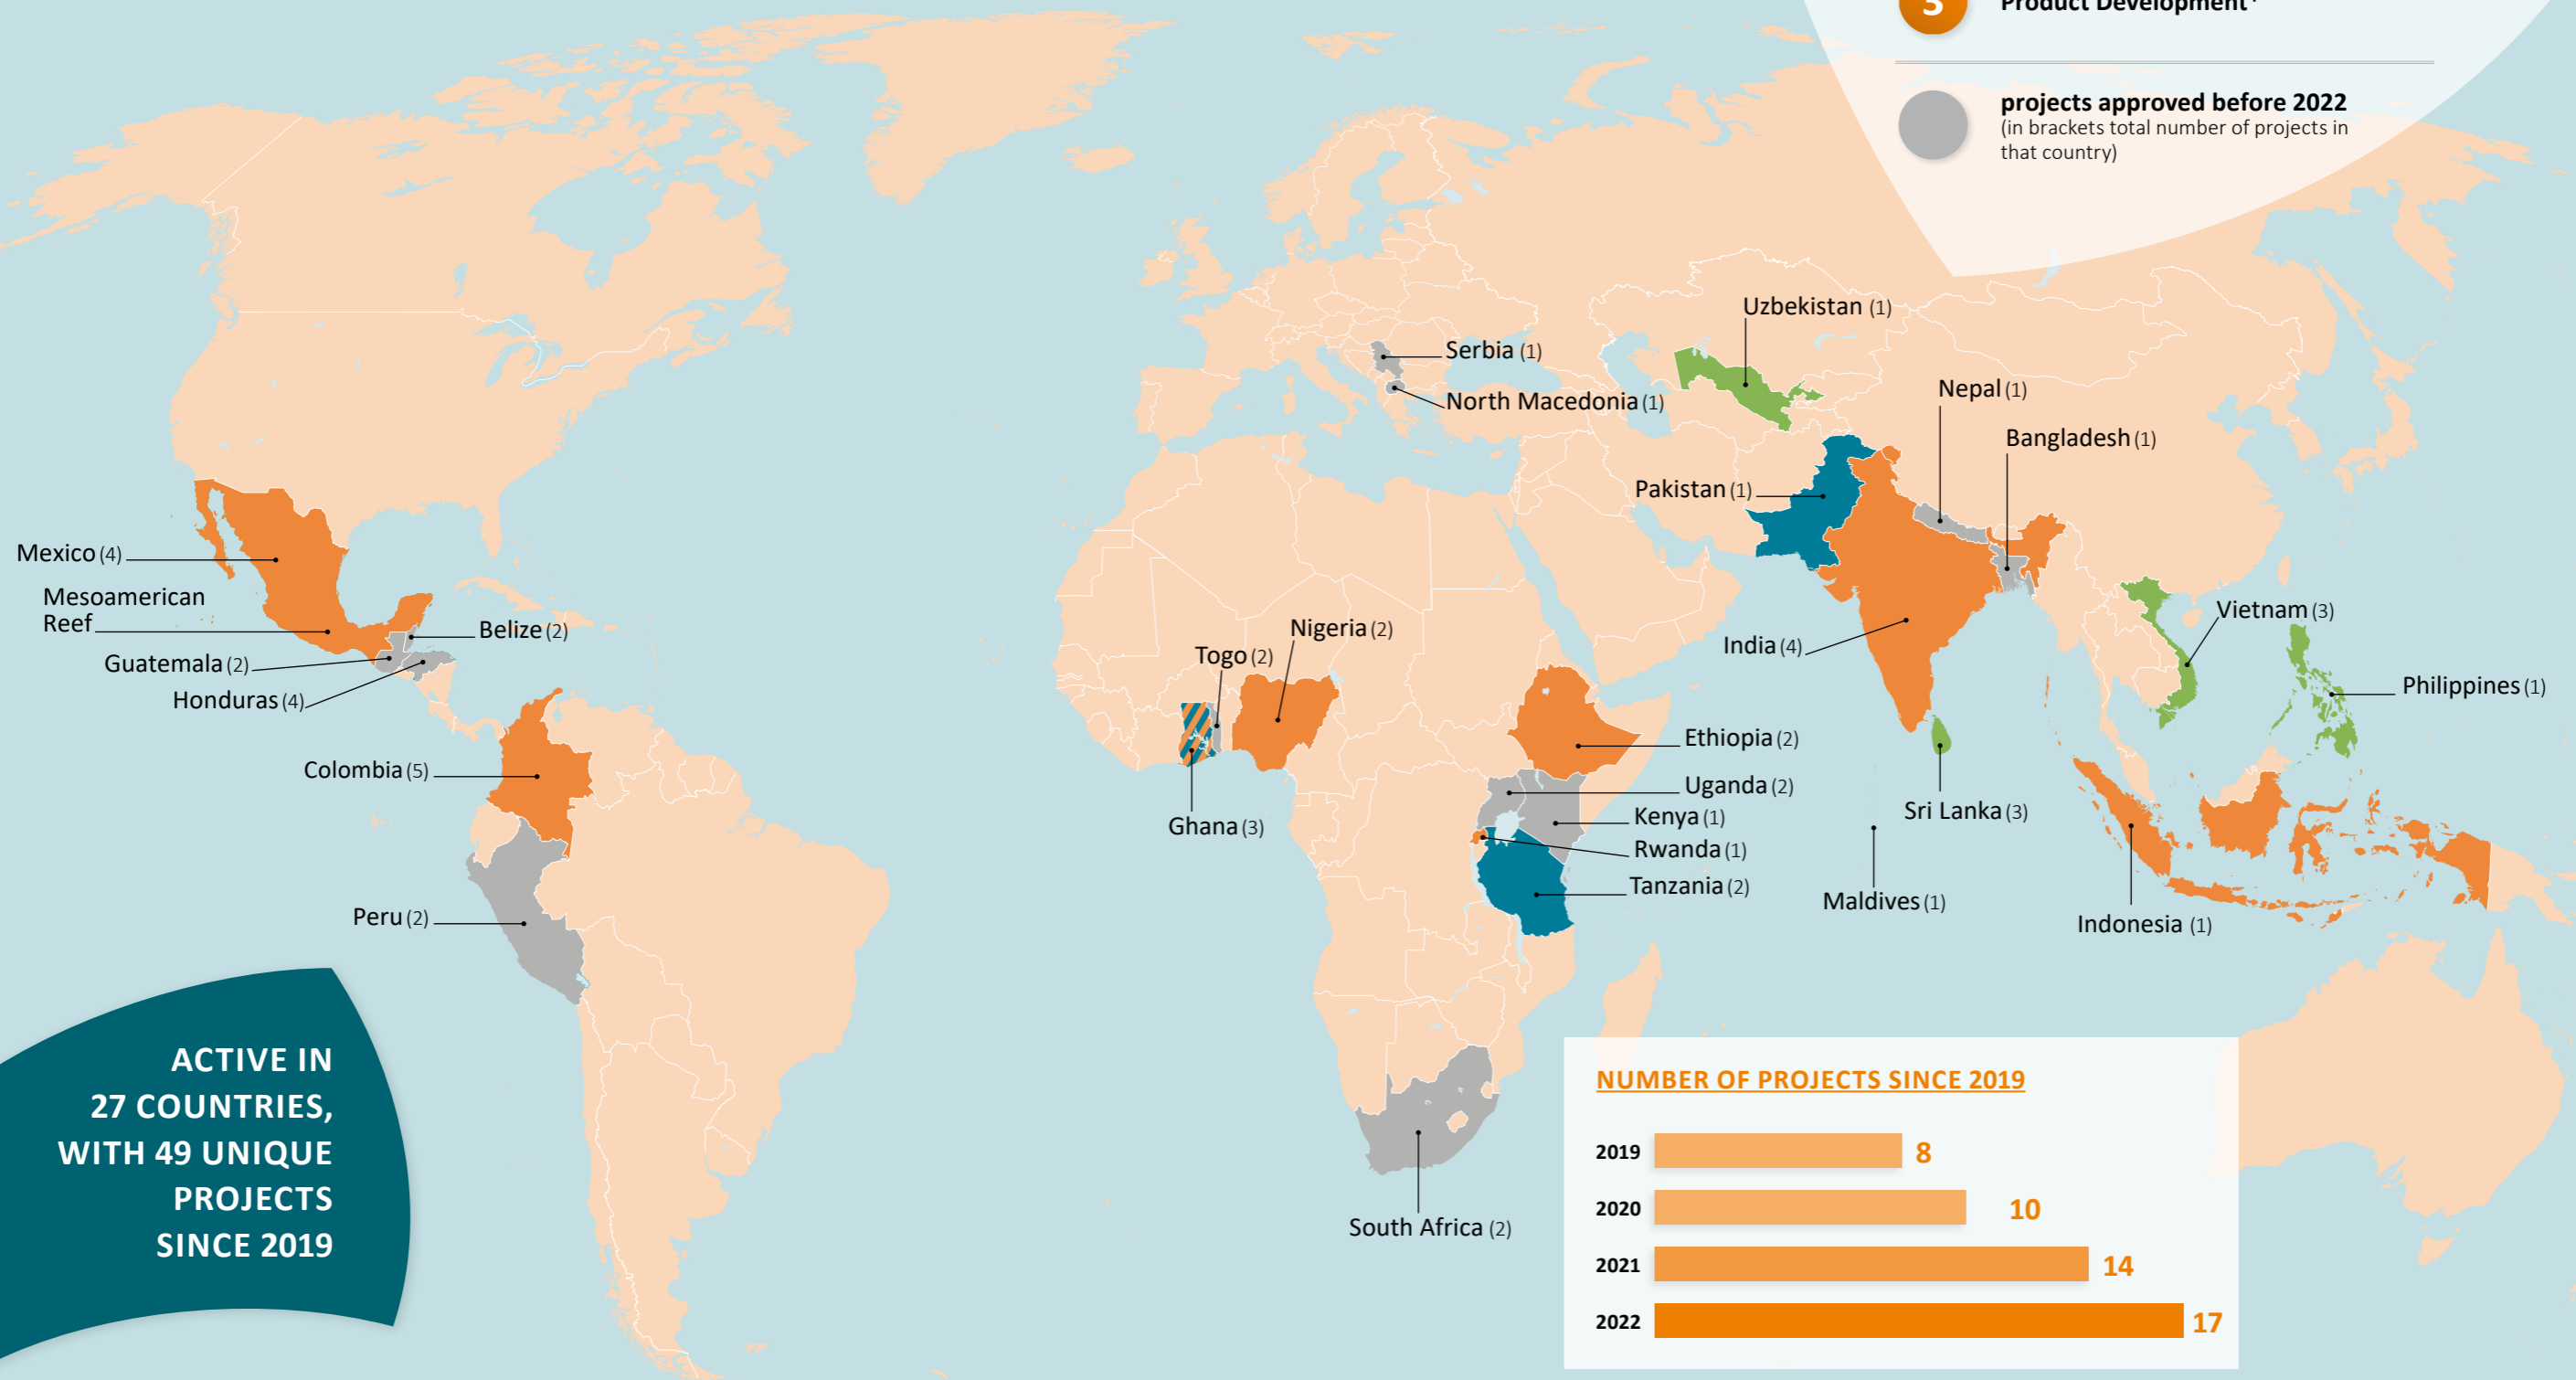 3 Product Development*
projects approved before 2022
(in brackets total number of projects in
that country)
Uzbekistan (1)
Serbia (1)
North Macedonia (1)
Nepal (1)
Bangladesh (1)
Pakistan (1)
Mexico (4)
Mesoamerican
Reef
Belize (2)
Guatemala (2)
Honduras (4)
Colombia (5)
Peru (2)
Togo (2)
Nigeria (2)
Ghana (3)
India (4)
Vietnam (3)
Philippines (1)
Ethiopia (2)
Uganda (2)
Kenya (1)
Rwanda (1)
Tanzania (2)
Sri Lanka (3)
Maldives (1)
Indonesia (1)
South Africa (2)
ACTIVE IN
27 COUNTRIES,
WITH 49 UNIQUE
PROJECTS
SINCE 2019
NUMBER OF PROJECTS SINCE 2019
2019 8
2020 10
2021 14
2022 17